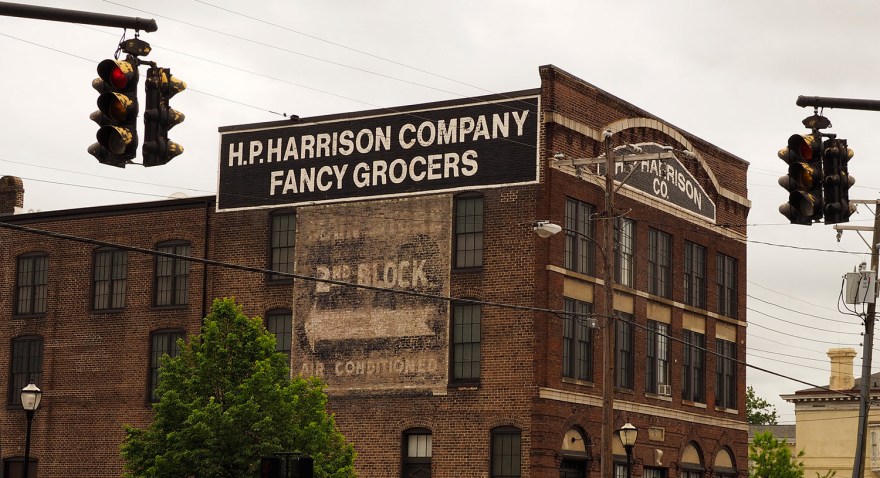 H.P. HARRISON COMPANY
FANCY GROCERS
H.P. HARRISON
CO.
2ND BLOCK
AIR CONDITIONED